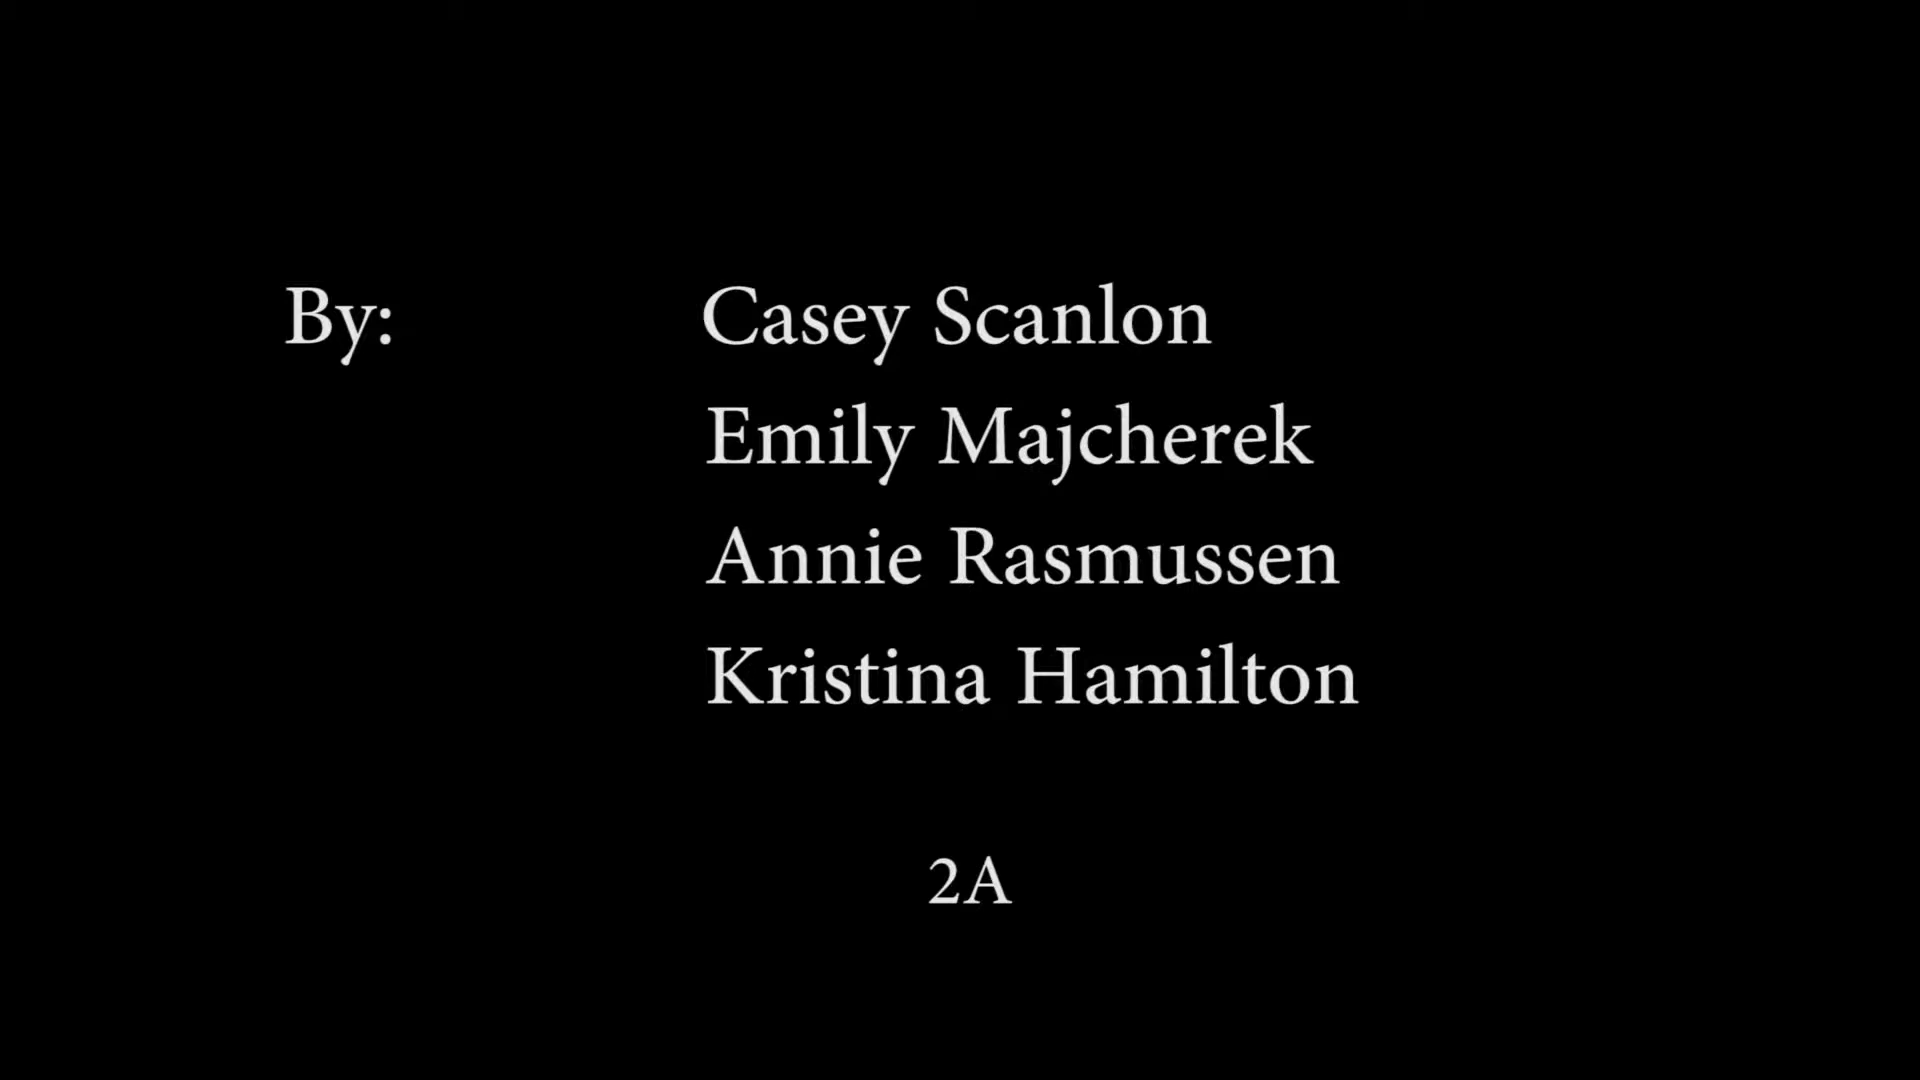 By: Casey Scanlon
Emily Majcherek
Annie Rasmussen
Kristina Hamilton
2A